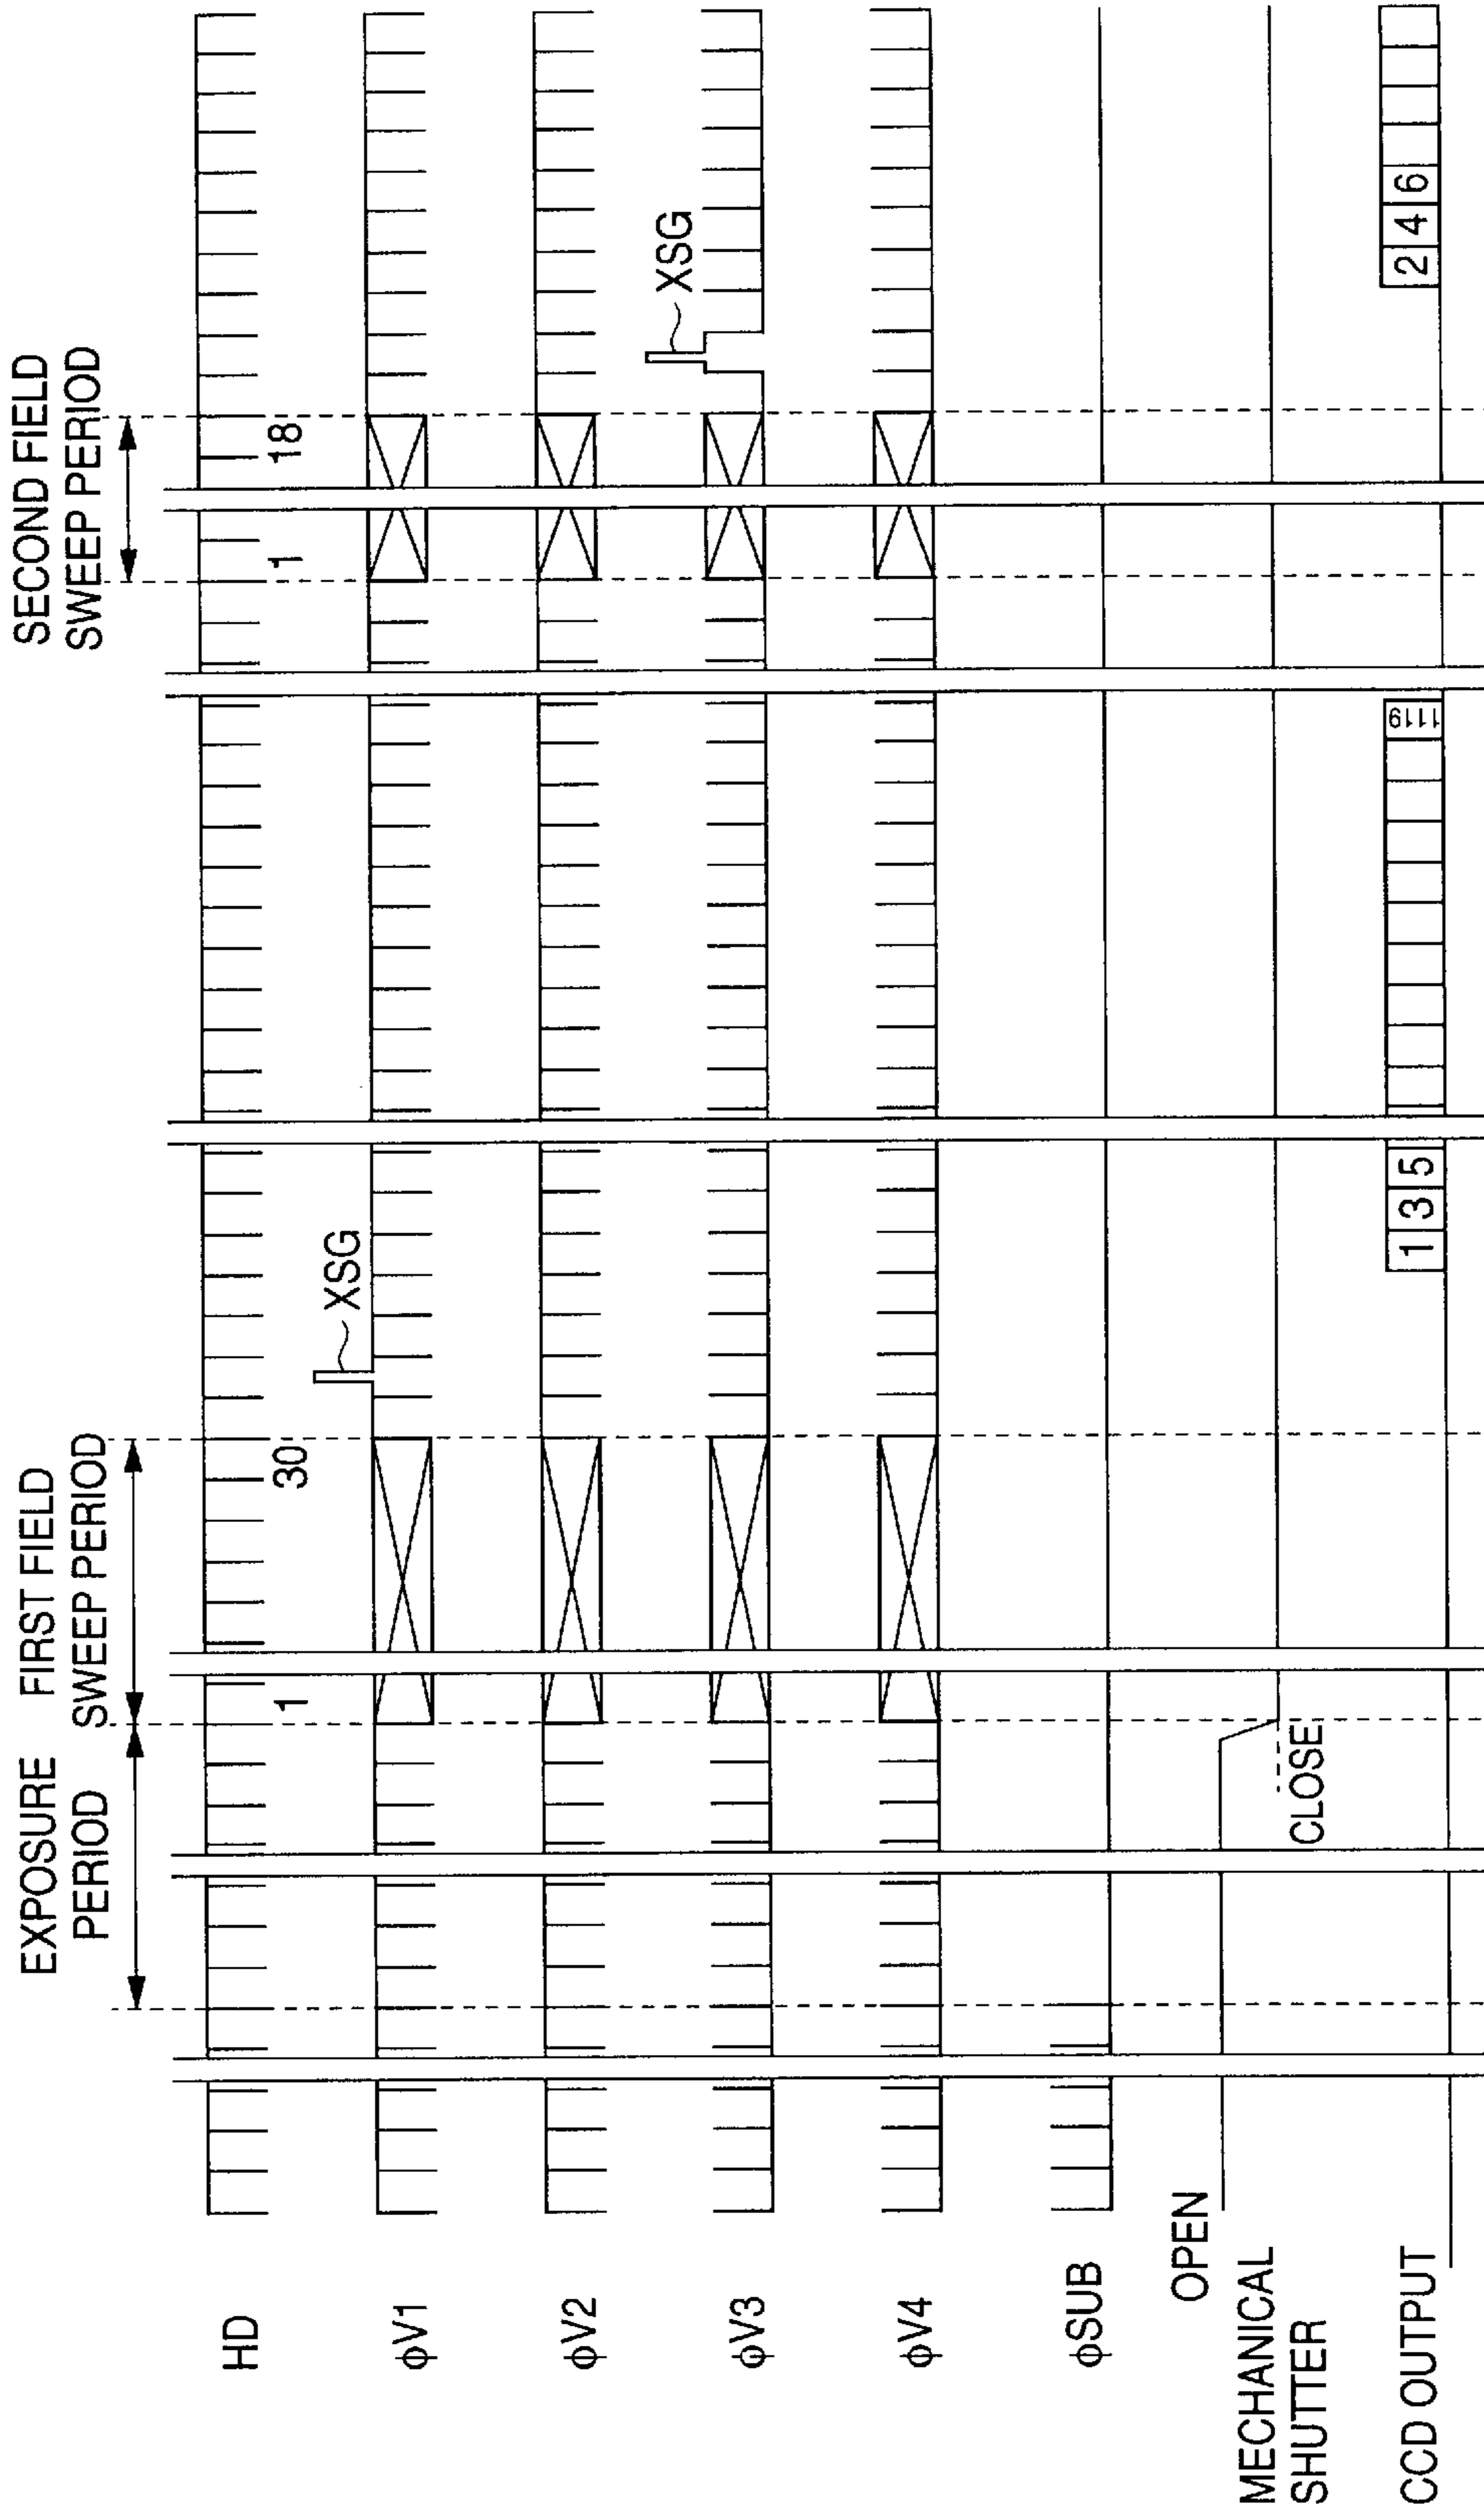 EXPOSURE
PERIOD
FIRST FIELD
SWEEP PERIOD
SECOND FIELD
SWEEP PERIOD
HD
1
30
1
18
XSG
φV1
φV2
XSG
φV3
φV4
φSUB
OPEN
MECHANICAL
SHUTTER
CLOSE
CCD OUTPUT
1 3 5
1119
2 4 6